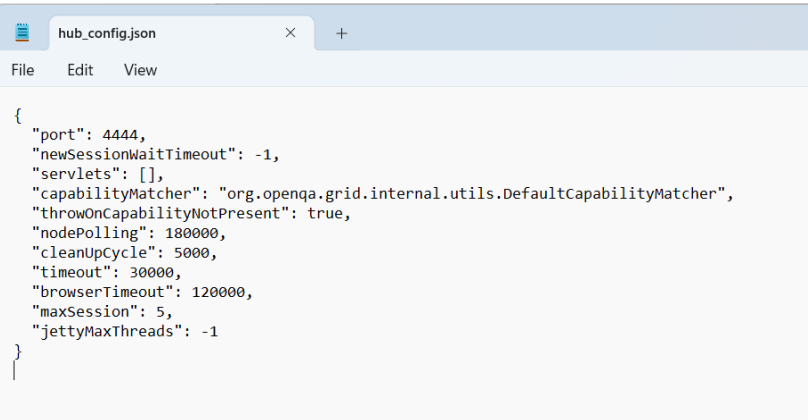 hub_config.json
File Edit View
{
  "port": 4444,
  "newSessionWaitTimeout": -1,
  "servlets": [],
  "capabilityMatcher": "org.openqa.grid.internal.utils.DefaultCapabilityMatcher",
  "throwOnCapabilityNotPresent": true,
  "nodePolling": 180000,
  "cleanUpCycle": 5000,
  "timeout": 30000,
  "browserTimeout": 120000,
  "maxSession": 5,
  "jettyMaxThreads": -1
}